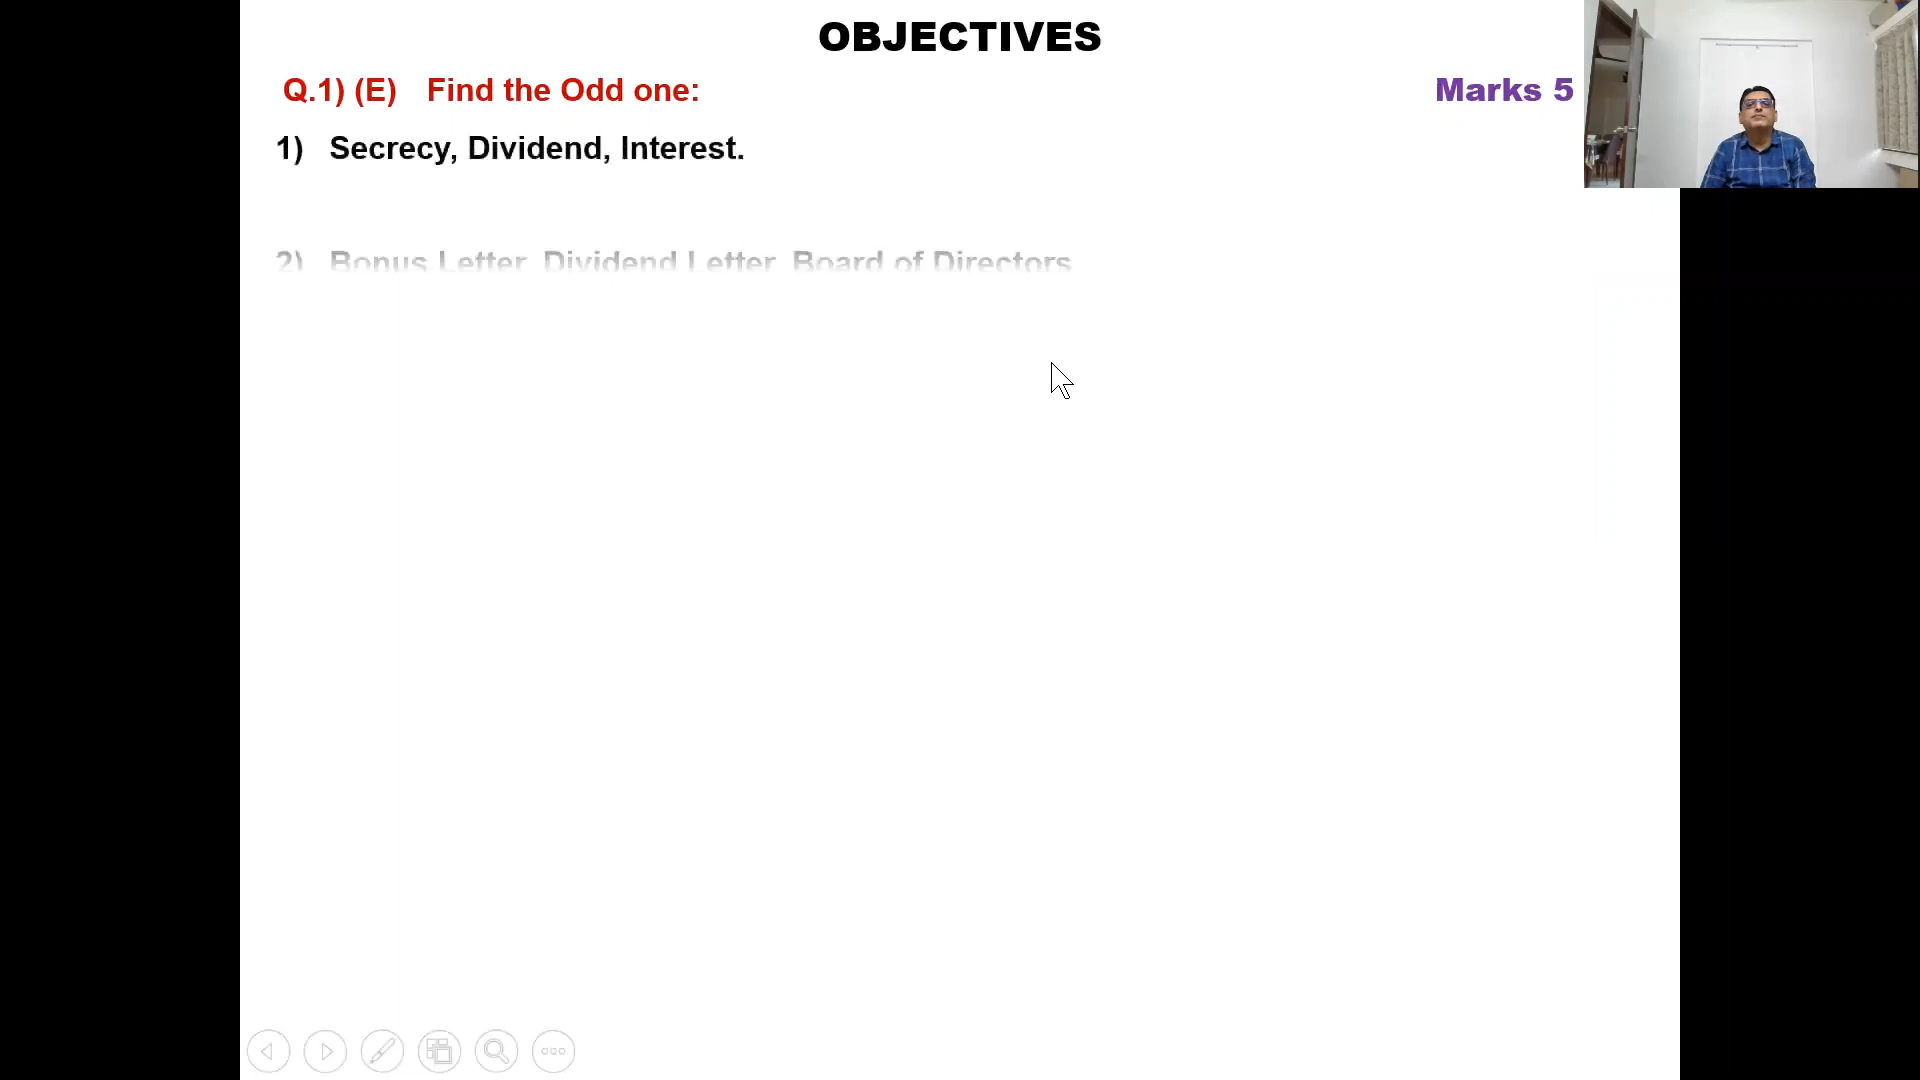 OBJECTIVES
Q.1) (E) Find the Odd one:
Marks 5
1) Secrecy, Dividend, Interest.
2) Bonus Letter, Dividend Letter, Board of Directors